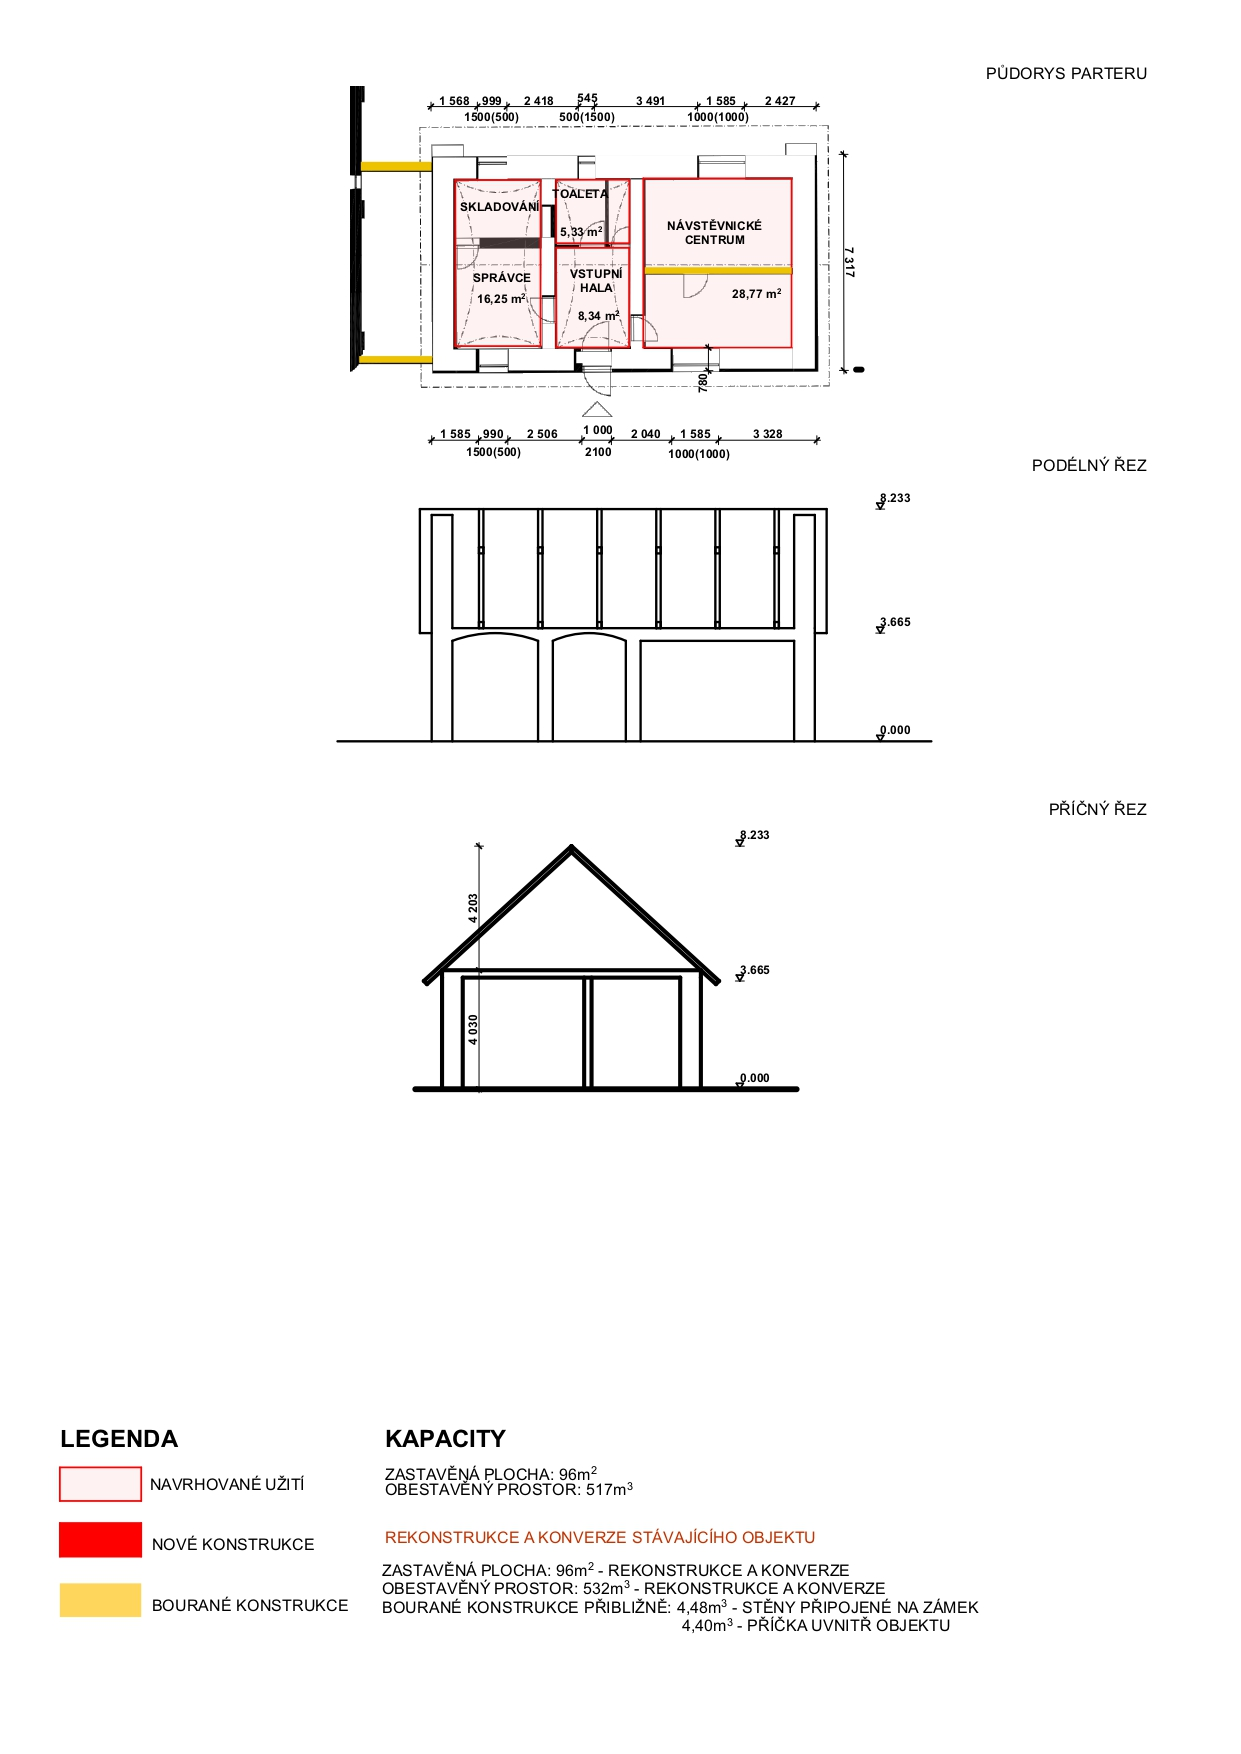 PŮDORYS PARTERU
1 568 999 2 418 545 3 491 1 585 2 427
1500(500) 500(1500) 1000(1000)
TOALETA
SKLADOVÁNÍ
5,33 m²
NÁVSTĚVNICKÉ
CENTRUM
7 317
SPRÁVCE
16,25 m²
VSTUPNÍ
HALA
8,34 m²
28,77 m²
780
1 585 990 2 506 1 000 2 040 1 585 3 328
1500(500) 2100 1000(1000)
PODÉLNÝ ŘEZ
8.233
3.665
0.000
PŘÍČNÝ ŘEZ
8.233
4 203
3.665
4 030
0.000
LEGENDA
NAVRHOVANÉ UŽITÍ
NOVÉ KONSTRUKCE
BOURANÉ KONSTRUKCE
KAPACITY
ZASTAVĚNÁ PLOCHA: 96m²
OBESTAVĚNÝ PROSTOR: 517m³
REKONSTRUKCE A KONVERZE STÁVAJÍCÍHO OBJEKTU
ZASTAVĚNÁ PLOCHA: 96m² - REKONSTRUKCE A KONVERZE
OBESTAVĚNÝ PROSTOR: 532m³ - REKONSTRUKCE A KONVERZE
BOURANÉ KONSTRUKCE PŘIBLIŽNĚ: 4,48m³ - STĚNY PŘIPOJENÉ NA ZÁMEK
4,40m³ - PŘÍČKA UVNITŘ OBJEKTU